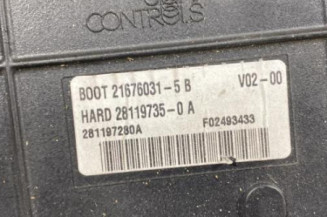 CONTROLS
BOOT 21676031-5 B V02-00
HARD 28119735-0 A
281197280A F02493433